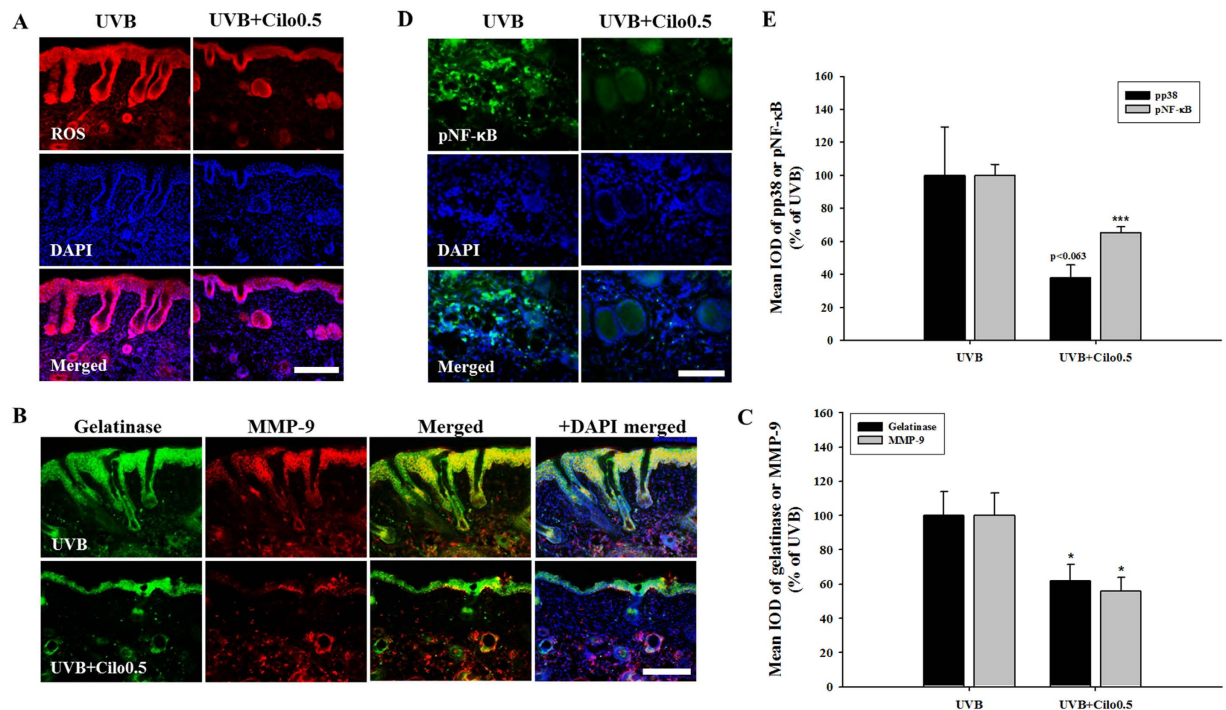 A
UVB
UVB+Cilo0.5
ROS
DAPI
Merged
D
UVB
UVB+Cilo0.5
pNF-κB
DAPI
Merged
E
Mean IOD of pp38 or pNF-κB
(% of UVB)
160
140
120
100
80
60
40
20
0
pp38
pNF-κB
p<0.063
***
UVB
UVB+Cilo0.5
B
Gelatinase
MMP-9
Merged
+DAPI merged
UVB
UVB+Cilo0.5
C
Mean IOD of gelatinase or MMP-9
(% of UVB)
160
140
120
100
80
60
40
20
0
Gelatinase
MMP-9
*
*
UVB
UVB+Cilo0.5